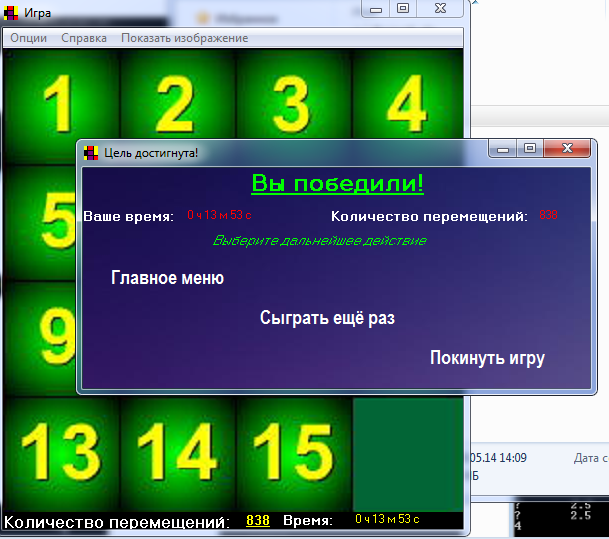 Игра
Опции Справка Показать изображение
1 2 3 4
Цель достигнута!
Вы победили!
Ваше время: 0 ч 13 м 53 с Количество перемещений: 838
Выберите дальнейшее действие
Главное меню
Сыграть ещё раз
Покинуть игру
5
9
13 14 15
05.14 14:09 Дата с
Б
? 2.5
? 2.5
4
Количество перемещений: 838 Время: 0 ч 13 м 53 с